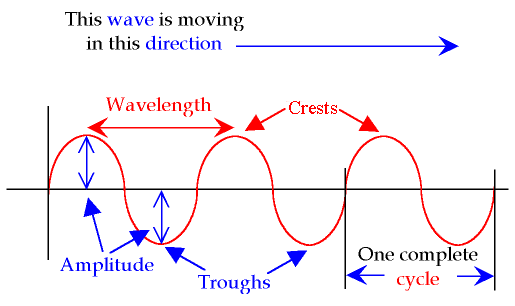 This wave is moving
in this direction
Wavelength
Crests
Amplitude
Troughs
One complete
cycle